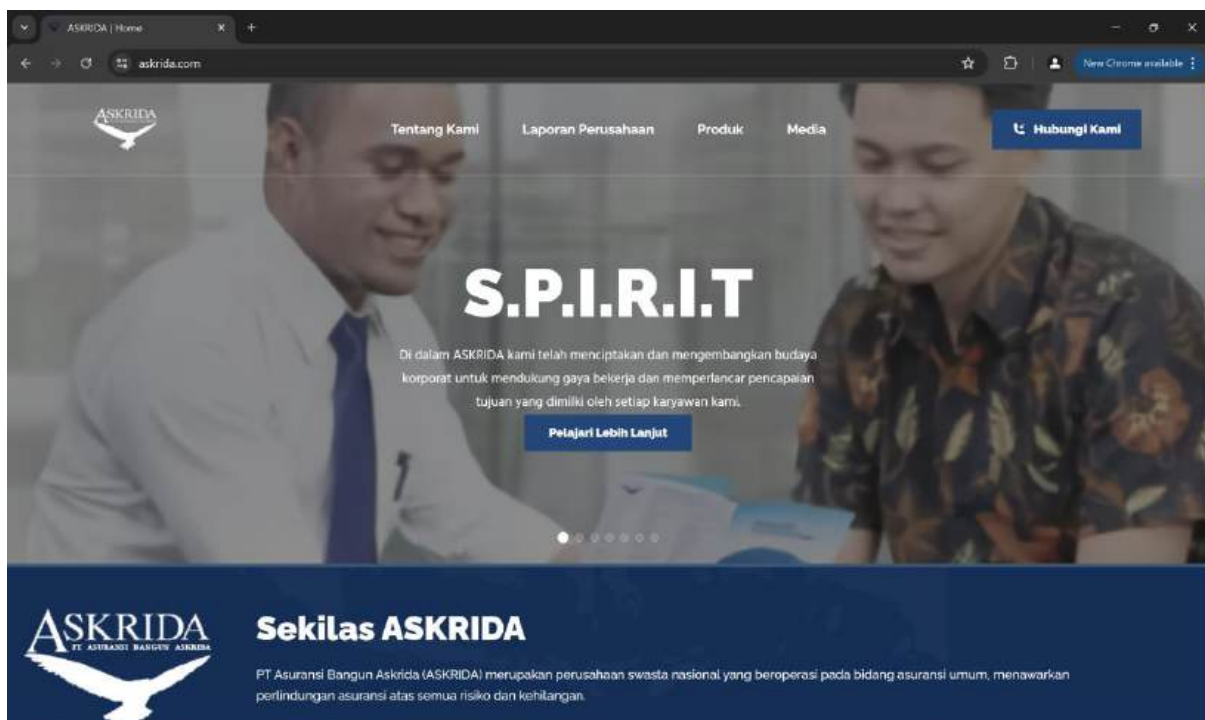 ASKRIDA | Home
askrida.com
New Chrome available
ASKRIDA
Tentang Kami
Laporan Perusahaan
Produk
Media
Hubungi Kami
S.P.I.R.I.T
Di dalam ASKRIDA kami telah menciptakan dan mengembangkan budaya
korporat untuk mendukung gaya bekerja dan memperlancar pencapaian
tujuan yang dimilki oleh setiap karyawan kami.
Pelajari Lebih Lanjut
ASKRIDA
PT ASURANSI BANGUN ASKRIDA
Sekilas ASKRIDA
PT Asuransi Bangun Askrida (ASKRIDA) merupakan perusahaan swasta nasional yang beroperasi pada bidang asuransi umum, menawarkan
perlindungan asuransi atas semua risiko dan kehilangan.